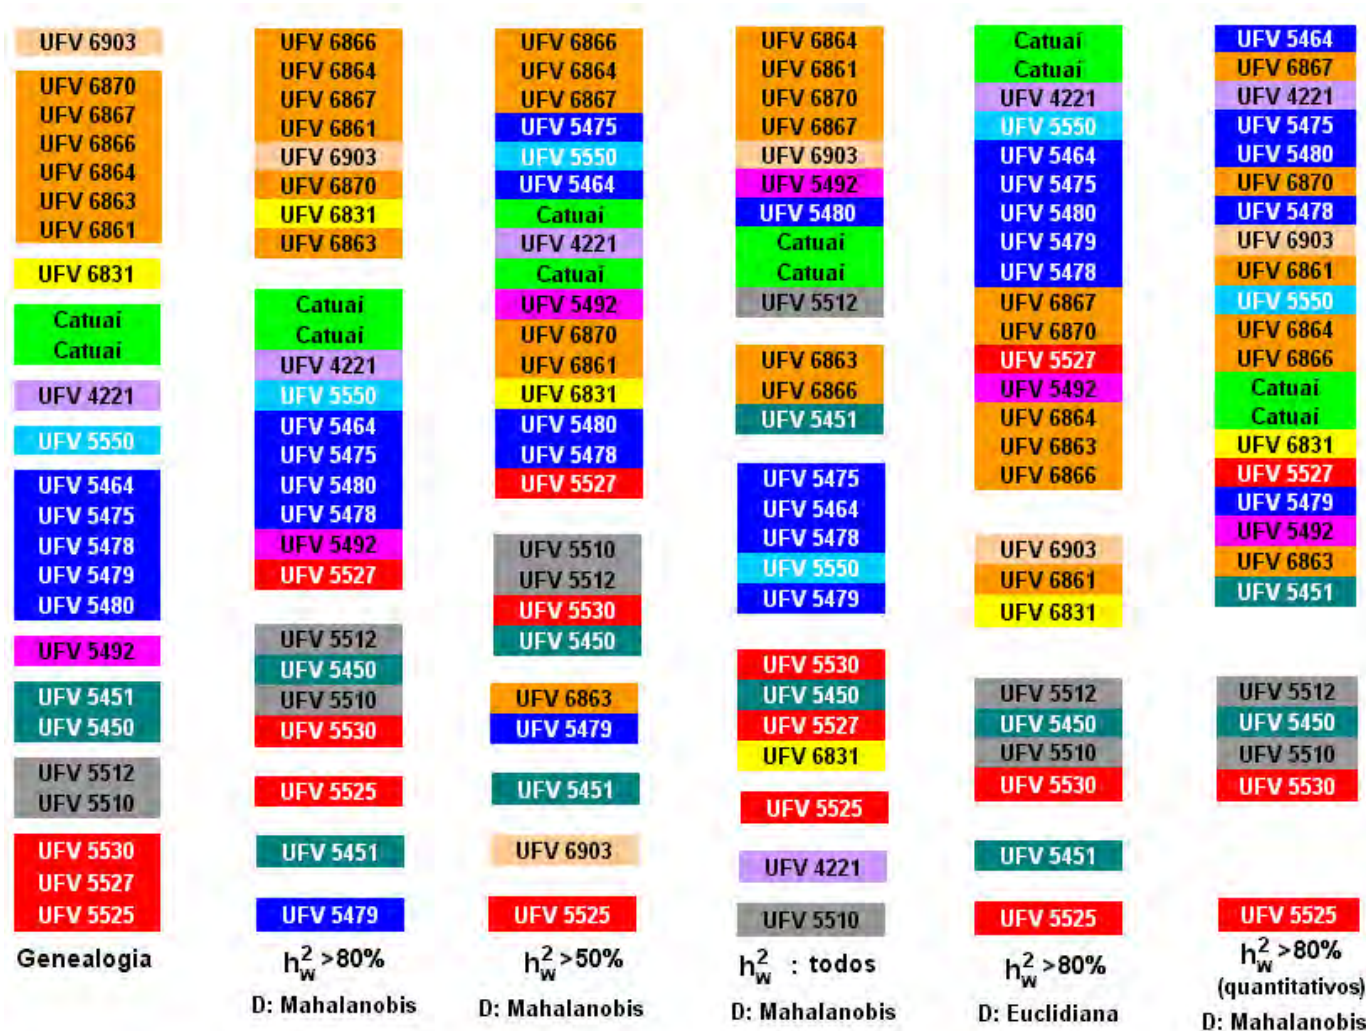 UFV 6903
UFV 6870
UFV 6867
UFV 6866
UFV 6864
UFV 6863
UFV 6861
UFV 6831
Catuaí
Catuaí
UFV 4221
UFV 5550
UFV 5464
UFV 5475
UFV 5478
UFV 5479
UFV 5480
UFV 5492
UFV 5451
UFV 5450
UFV 5512
UFV 5510
UFV 5530
UFV 5527
UFV 5525
Genealogia
UFV 6866
UFV 6864
UFV 6867
UFV 6861
UFV 6903
UFV 6870
UFV 6831
UFV 6863
Catuaí
Catuaí
UFV 4221
UFV 5550
UFV 5464
UFV 5475
UFV 5480
UFV 5478
UFV 5492
UFV 5527
UFV 5512
UFV 5450
UFV 5510
UFV 5530
UFV 5525
UFV 5451
UFV 5479
h²w >80%
D: Mahalanobis
UFV 6866
UFV 6864
UFV 6867
UFV 5475
UFV 5550
UFV 5464
Catuaí
UFV 4221
Catuaí
UFV 5492
UFV 6870
UFV 6861
UFV 6831
UFV 5480
UFV 5478
UFV 5527
UFV 5510
UFV 5512
UFV 5530
UFV 5450
UFV 6863
UFV 5479
UFV 5451
UFV 6903
UFV 5525
h²w >50%
D: Mahalanobis
UFV 6864
UFV 6861
UFV 6870
UFV 6867
UFV 6903
UFV 5492
UFV 5480
Catuaí
Catuaí
UFV 5512
UFV 6863
UFV 6866
UFV 5451
UFV 5475
UFV 5464
UFV 5478
UFV 5550
UFV 5479
UFV 5530
UFV 5450
UFV 5527
UFV 6831
UFV 5525
UFV 4221
UFV 5510
h²w : todos
D: Mahalanobis
Catuaí
Catuaí
UFV 4221
UFV 5550
UFV 5464
UFV 5475
UFV 5480
UFV 5479
UFV 5478
UFV 6867
UFV 6870
UFV 5527
UFV 5492
UFV 6864
UFV 6863
UFV 6866
UFV 6903
UFV 6861
UFV 6831
UFV 5512
UFV 5450
UFV 5510
UFV 5530
UFV 5451
UFV 5525
h²w >80%
D: Euclidiana
UFV 5464
UFV 6867
UFV 4221
UFV 5475
UFV 5480
UFV 6870
UFV 5478
UFV 6903
UFV 6861
UFV 5550
UFV 6864
UFV 6866
Catuaí
Catuaí
UFV 6831
UFV 5527
UFV 5479
UFV 5492
UFV 6863
UFV 5451
UFV 5512
UFV 5450
UFV 5510
UFV 5530
UFV 5525
h²w >80%
(quantitativos)
D: Mahalanobis